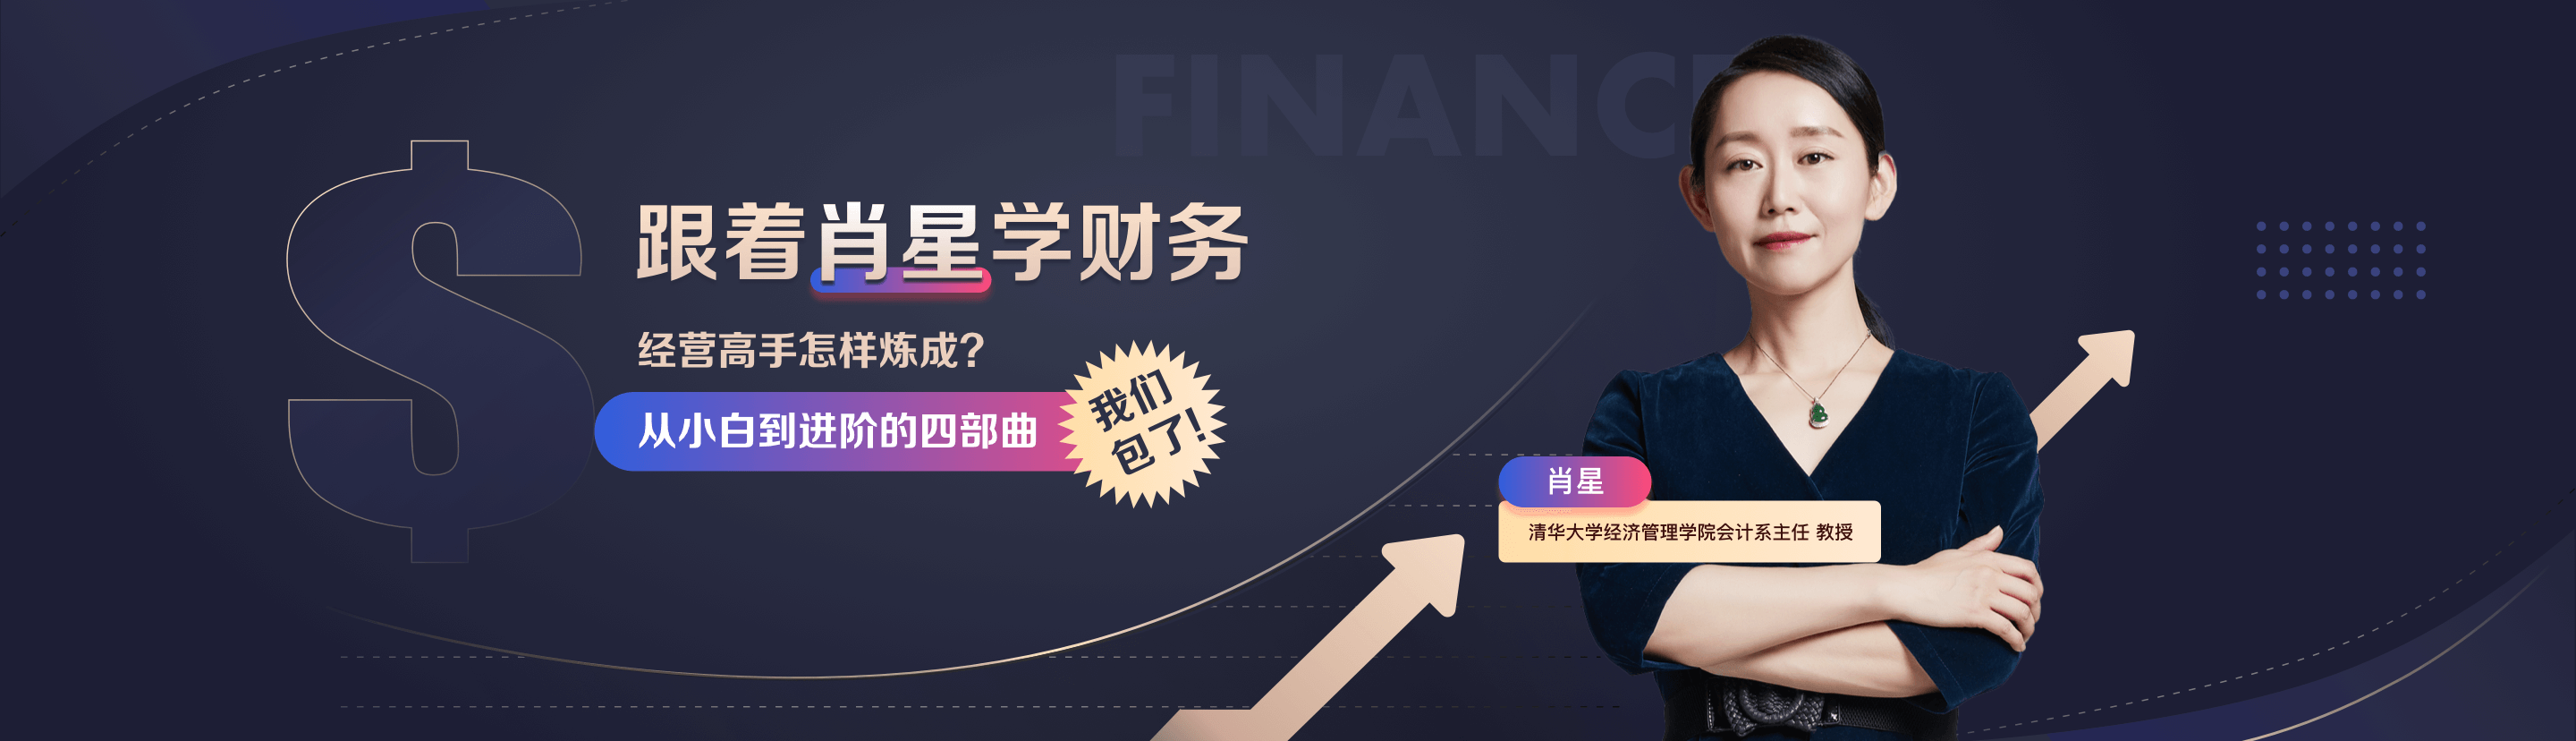 FINANCE
跟着肖星学财务
经营高手怎样炼成?
从小白到进阶的四部曲
我们
包了!
肖星
清华大学经济管理学院会计系主任 教授